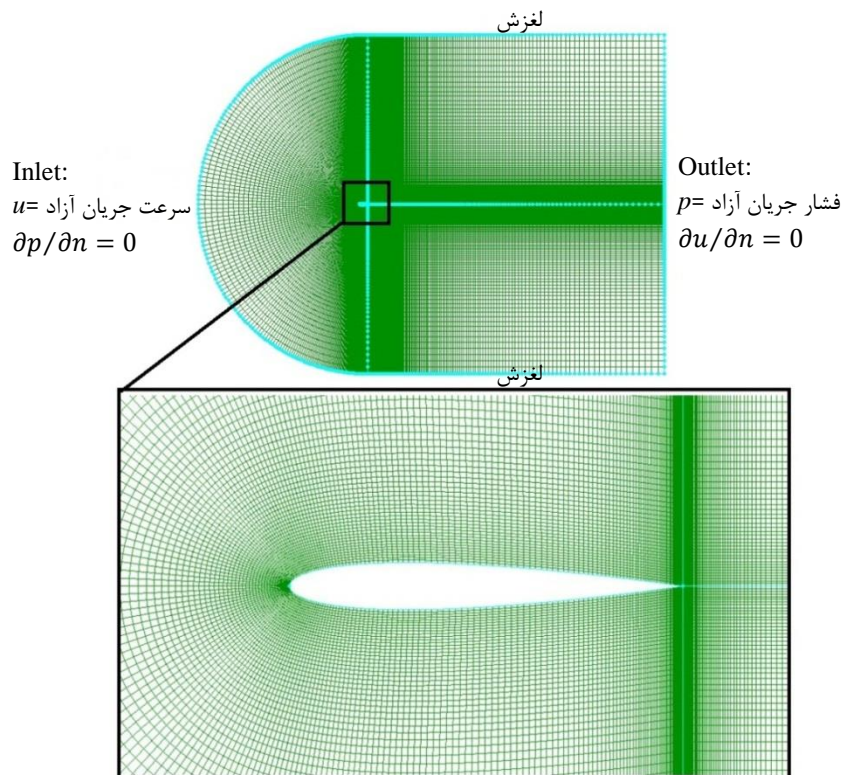 لغزش
Inlet:
u= سرعت جریان آزاد
∂p/∂n = 0
Outlet:
p= فشار جریان آزاد
∂u/∂n = 0
لغزش